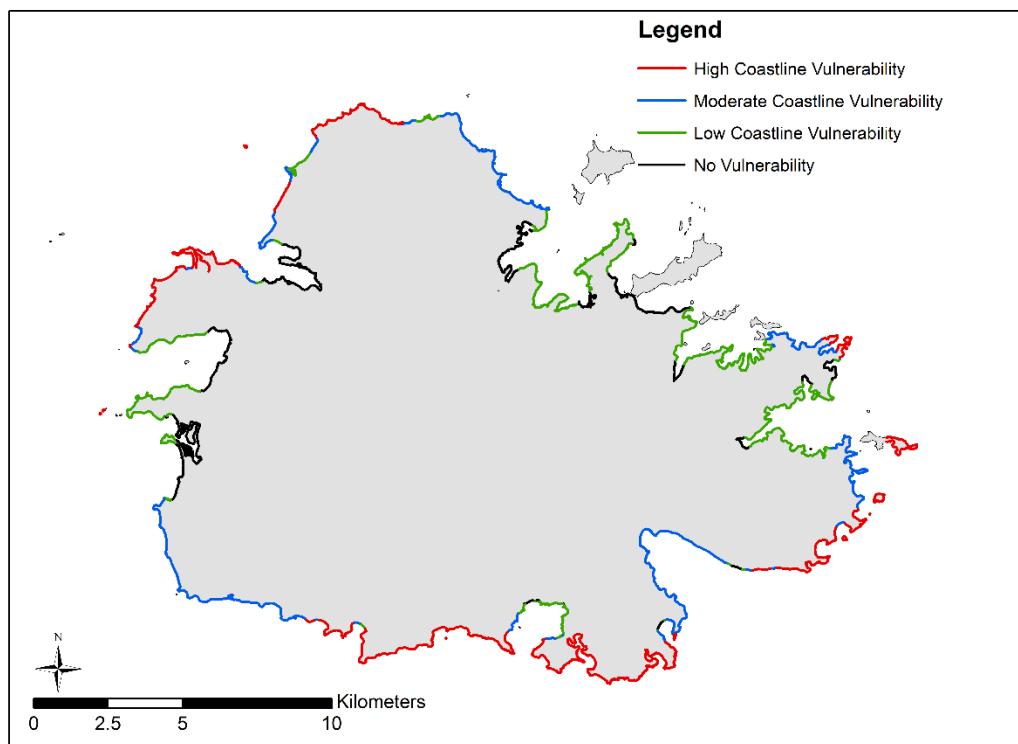 Legend
High Coastline Vulnerability
Moderate Coastline Vulnerability
Low Coastline Vulnerability
No Vulnerability
N
Kilometers
0 2.5 5 10